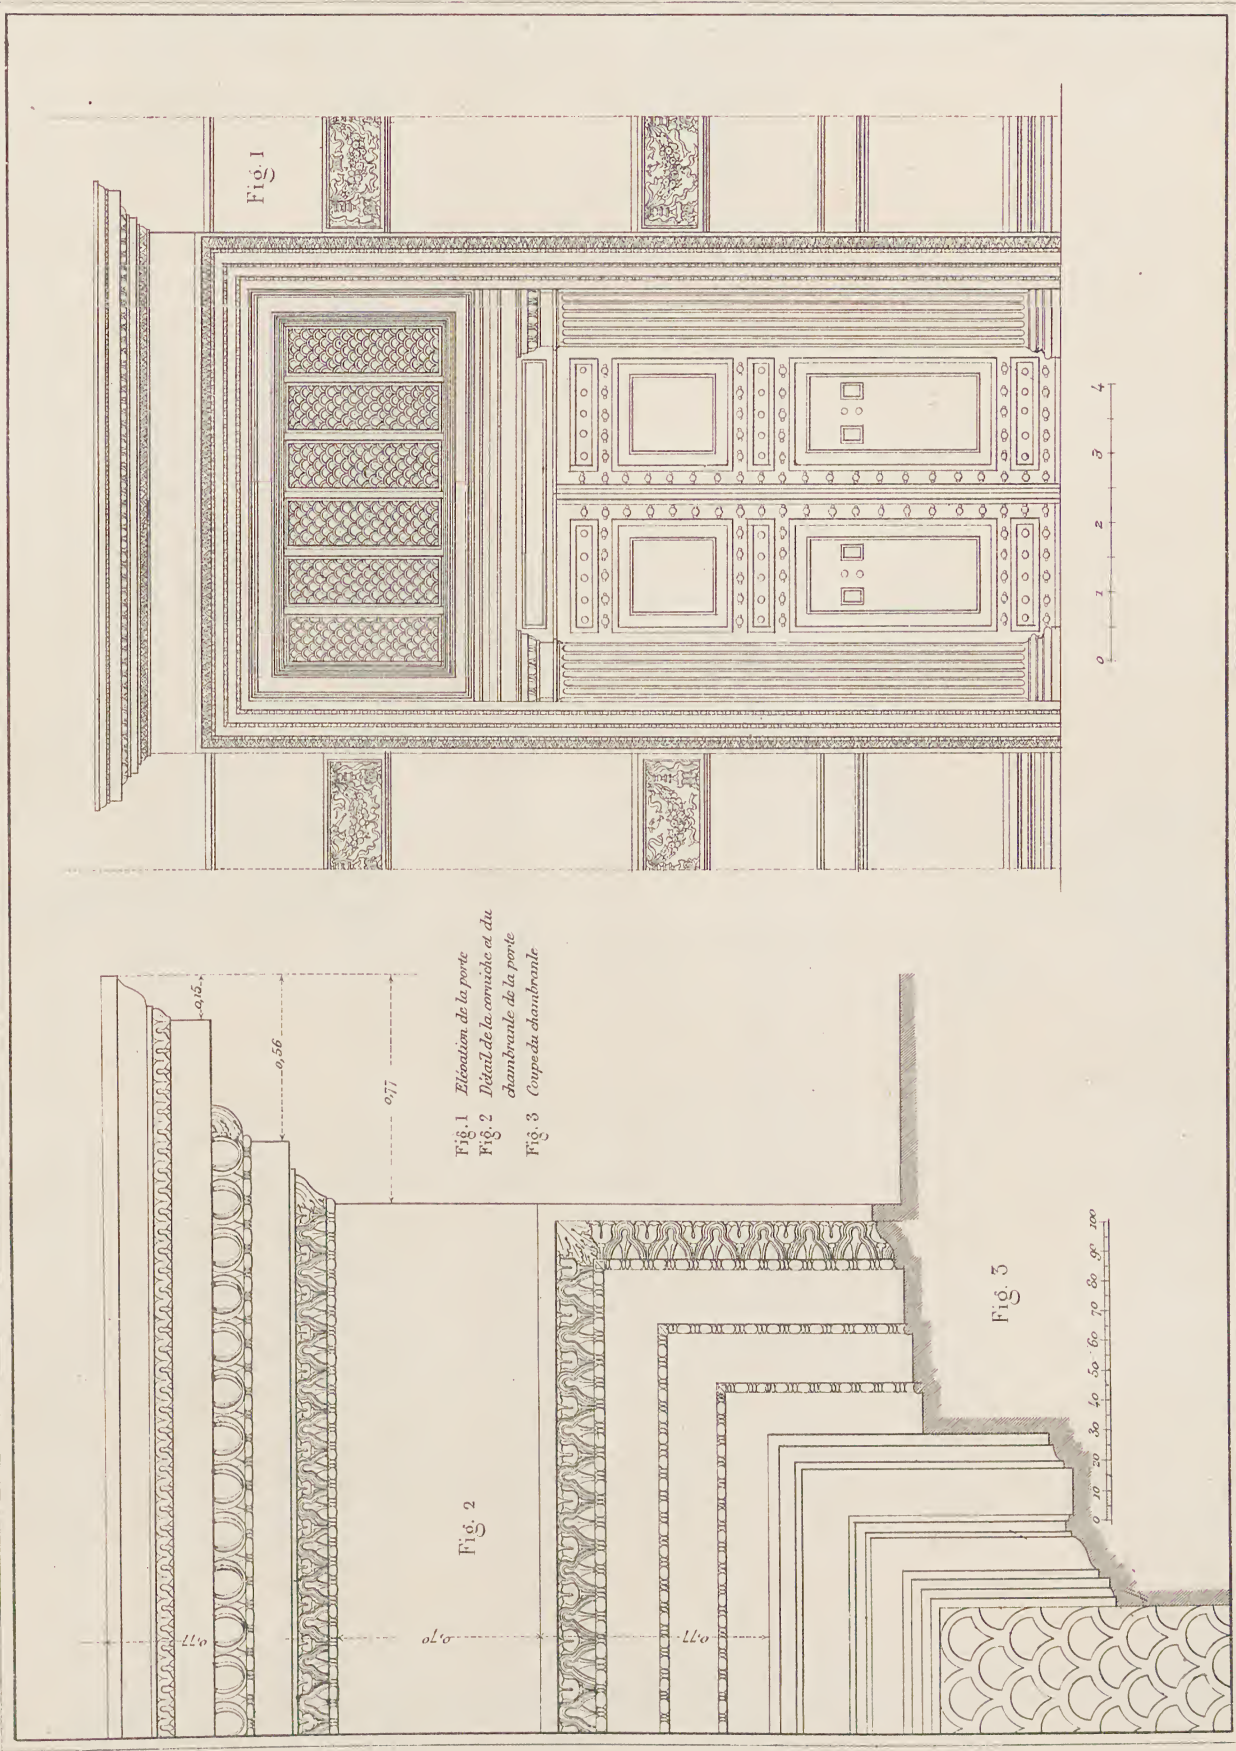 Fig. 1
4
3
2
1
0
0,15
0,56
0,77
Fig. 1 Elévation de la porte
Fig. 2 Détail de la corniche et du
chambranle de la porte
Fig. 3 Coupe du chambranle
Fig. 2
0,77
0,70
0,77
Fig. 3
0 10 20 30 40 50 60 70 80 90 100